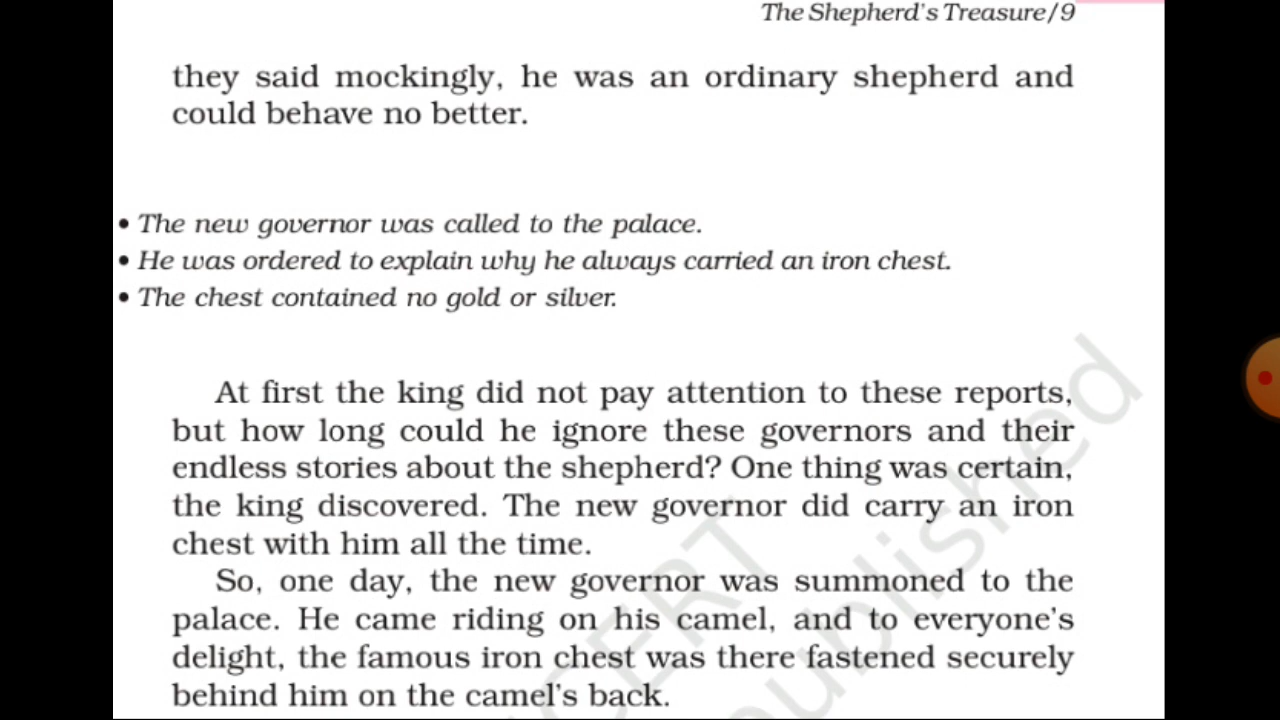 The Shepherd's Treasure/9
they said mockingly, he was an ordinary shepherd and
could behave no better.
• The new governor was called to the palace.
• He was ordered to explain why he always carried an iron chest.
• The chest contained no gold or silver.
At first the king did not pay attention to these reports,
but how long could he ignore these governors and their
endless stories about the shepherd? One thing was certain,
the king discovered. The new governor did carry an iron
chest with him all the time.
So, one day, the new governor was summoned to the
palace. He came riding on his camel, and to everyone's
delight, the famous iron chest was there fastened securely
behind him on the camel's back.